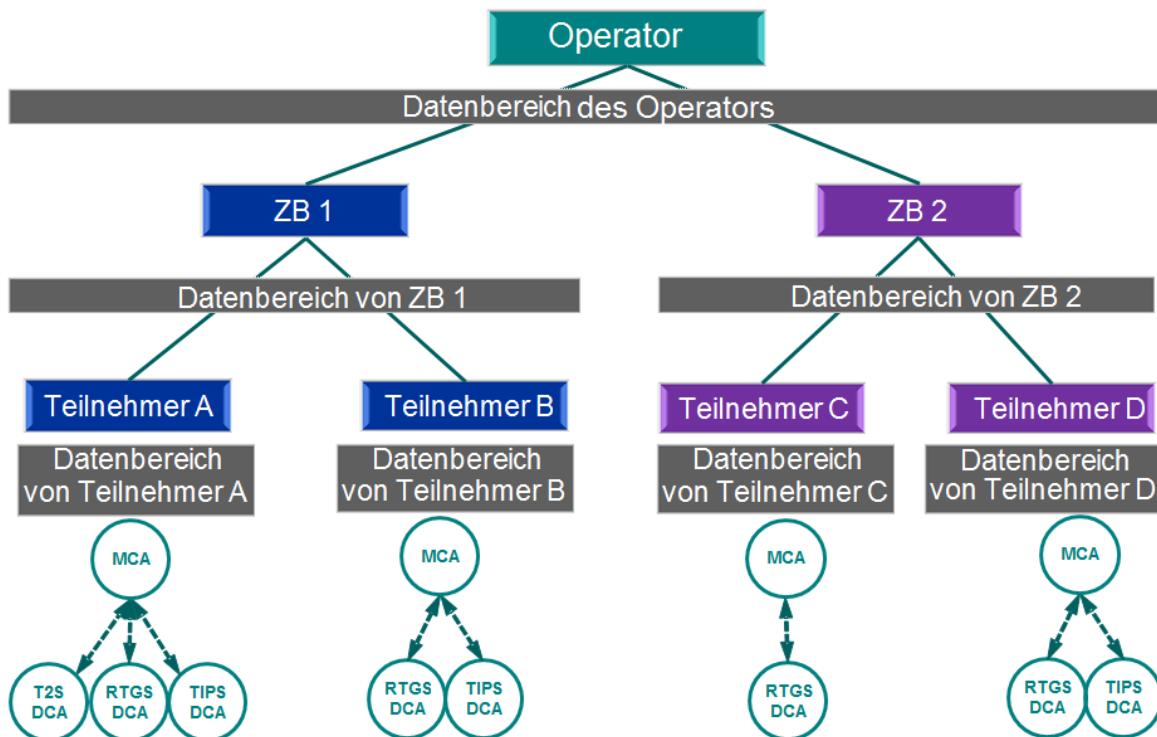 Operator
Datenbereich des Operators
ZB 1
ZB 2
Datenbereich von ZB 1
Datenbereich von ZB 2
Teilnehmer A
Teilnehmer B
Teilnehmer C
Teilnehmer D
Datenbereich
von Teilnehmer A
Datenbereich
von Teilnehmer B
Datenbereich
von Teilnehmer C
Datenbereich
von Teilnehmer D
MCA
MCA
MCA
MCA
T2S
DCA
RTGS
DCA
TIPS
DCA
RTGS
DCA
TIPS
DCA
RTGS
DCA
RTGS
DCA
TIPS
DCA